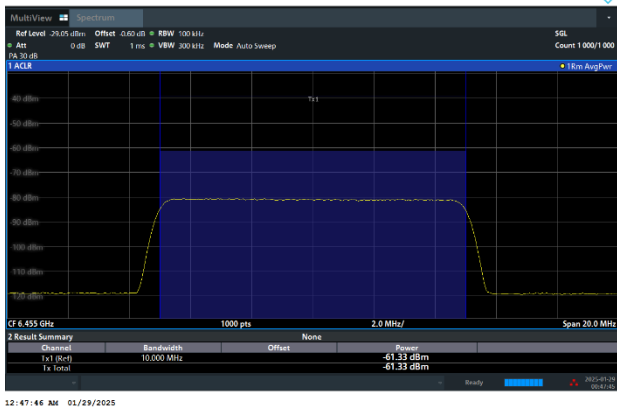 MultiView Spectrum
Ref Level -29.05 dBm Offset -0.60 dB RBW 100 kHz SGL
Att 0 dB SWT 1 ms VBW 300 kHz Mode Auto Sweep Count 1000/1000
PA 30 dB
1 ACLR 1Rm AvgPwr
Tx1
-40 dBm
-50 dBm
-60 dBm
-70 dBm
-80 dBm
-90 dBm
-100 dBm
-110 dBm
-120 dBm
CF 6.455 GHz 1000 pts 2.0 MHz/ Span 20.0 MHz
2 Result Summary None
Channel Bandwidth Offset Power
Tx1 (Ref) 10.000 MHz -61.33 dBm
Tx Total -61.33 dBm
Ready 2025-01-29
00:47:45
12:47:46 AM 01/29/2025